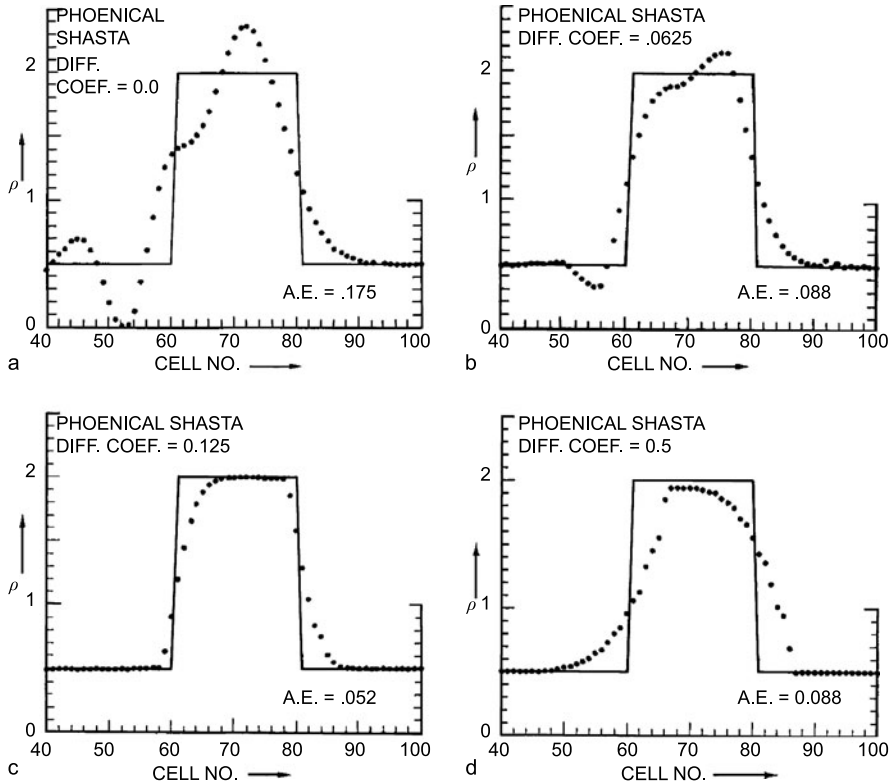 PHOENICAL
SHASTA
DIFF.
COEF. = 0.0
2
1
0
ρ
A.E. = .175
40 50 60 70 80 90 100
CELL NO.
a
PHOENICAL SHASTA
DIFF. COEF. = .0625
2
1
0
ρ
A.E. = .088
40 50 60 70 80 90 100
CELL NO.
b
PHOENICAL SHASTA
DIFF. COEF. = 0.125
2
1
0
ρ
A.E. = .052
40 50 60 70 80 90 100
CELL NO.
c
PHOENICAL SHASTA
DIFF. COEF. = 0.5
2
1
0
ρ
A.E. = 0.088
40 50 60 70 80 90 100
CELL NO.
d